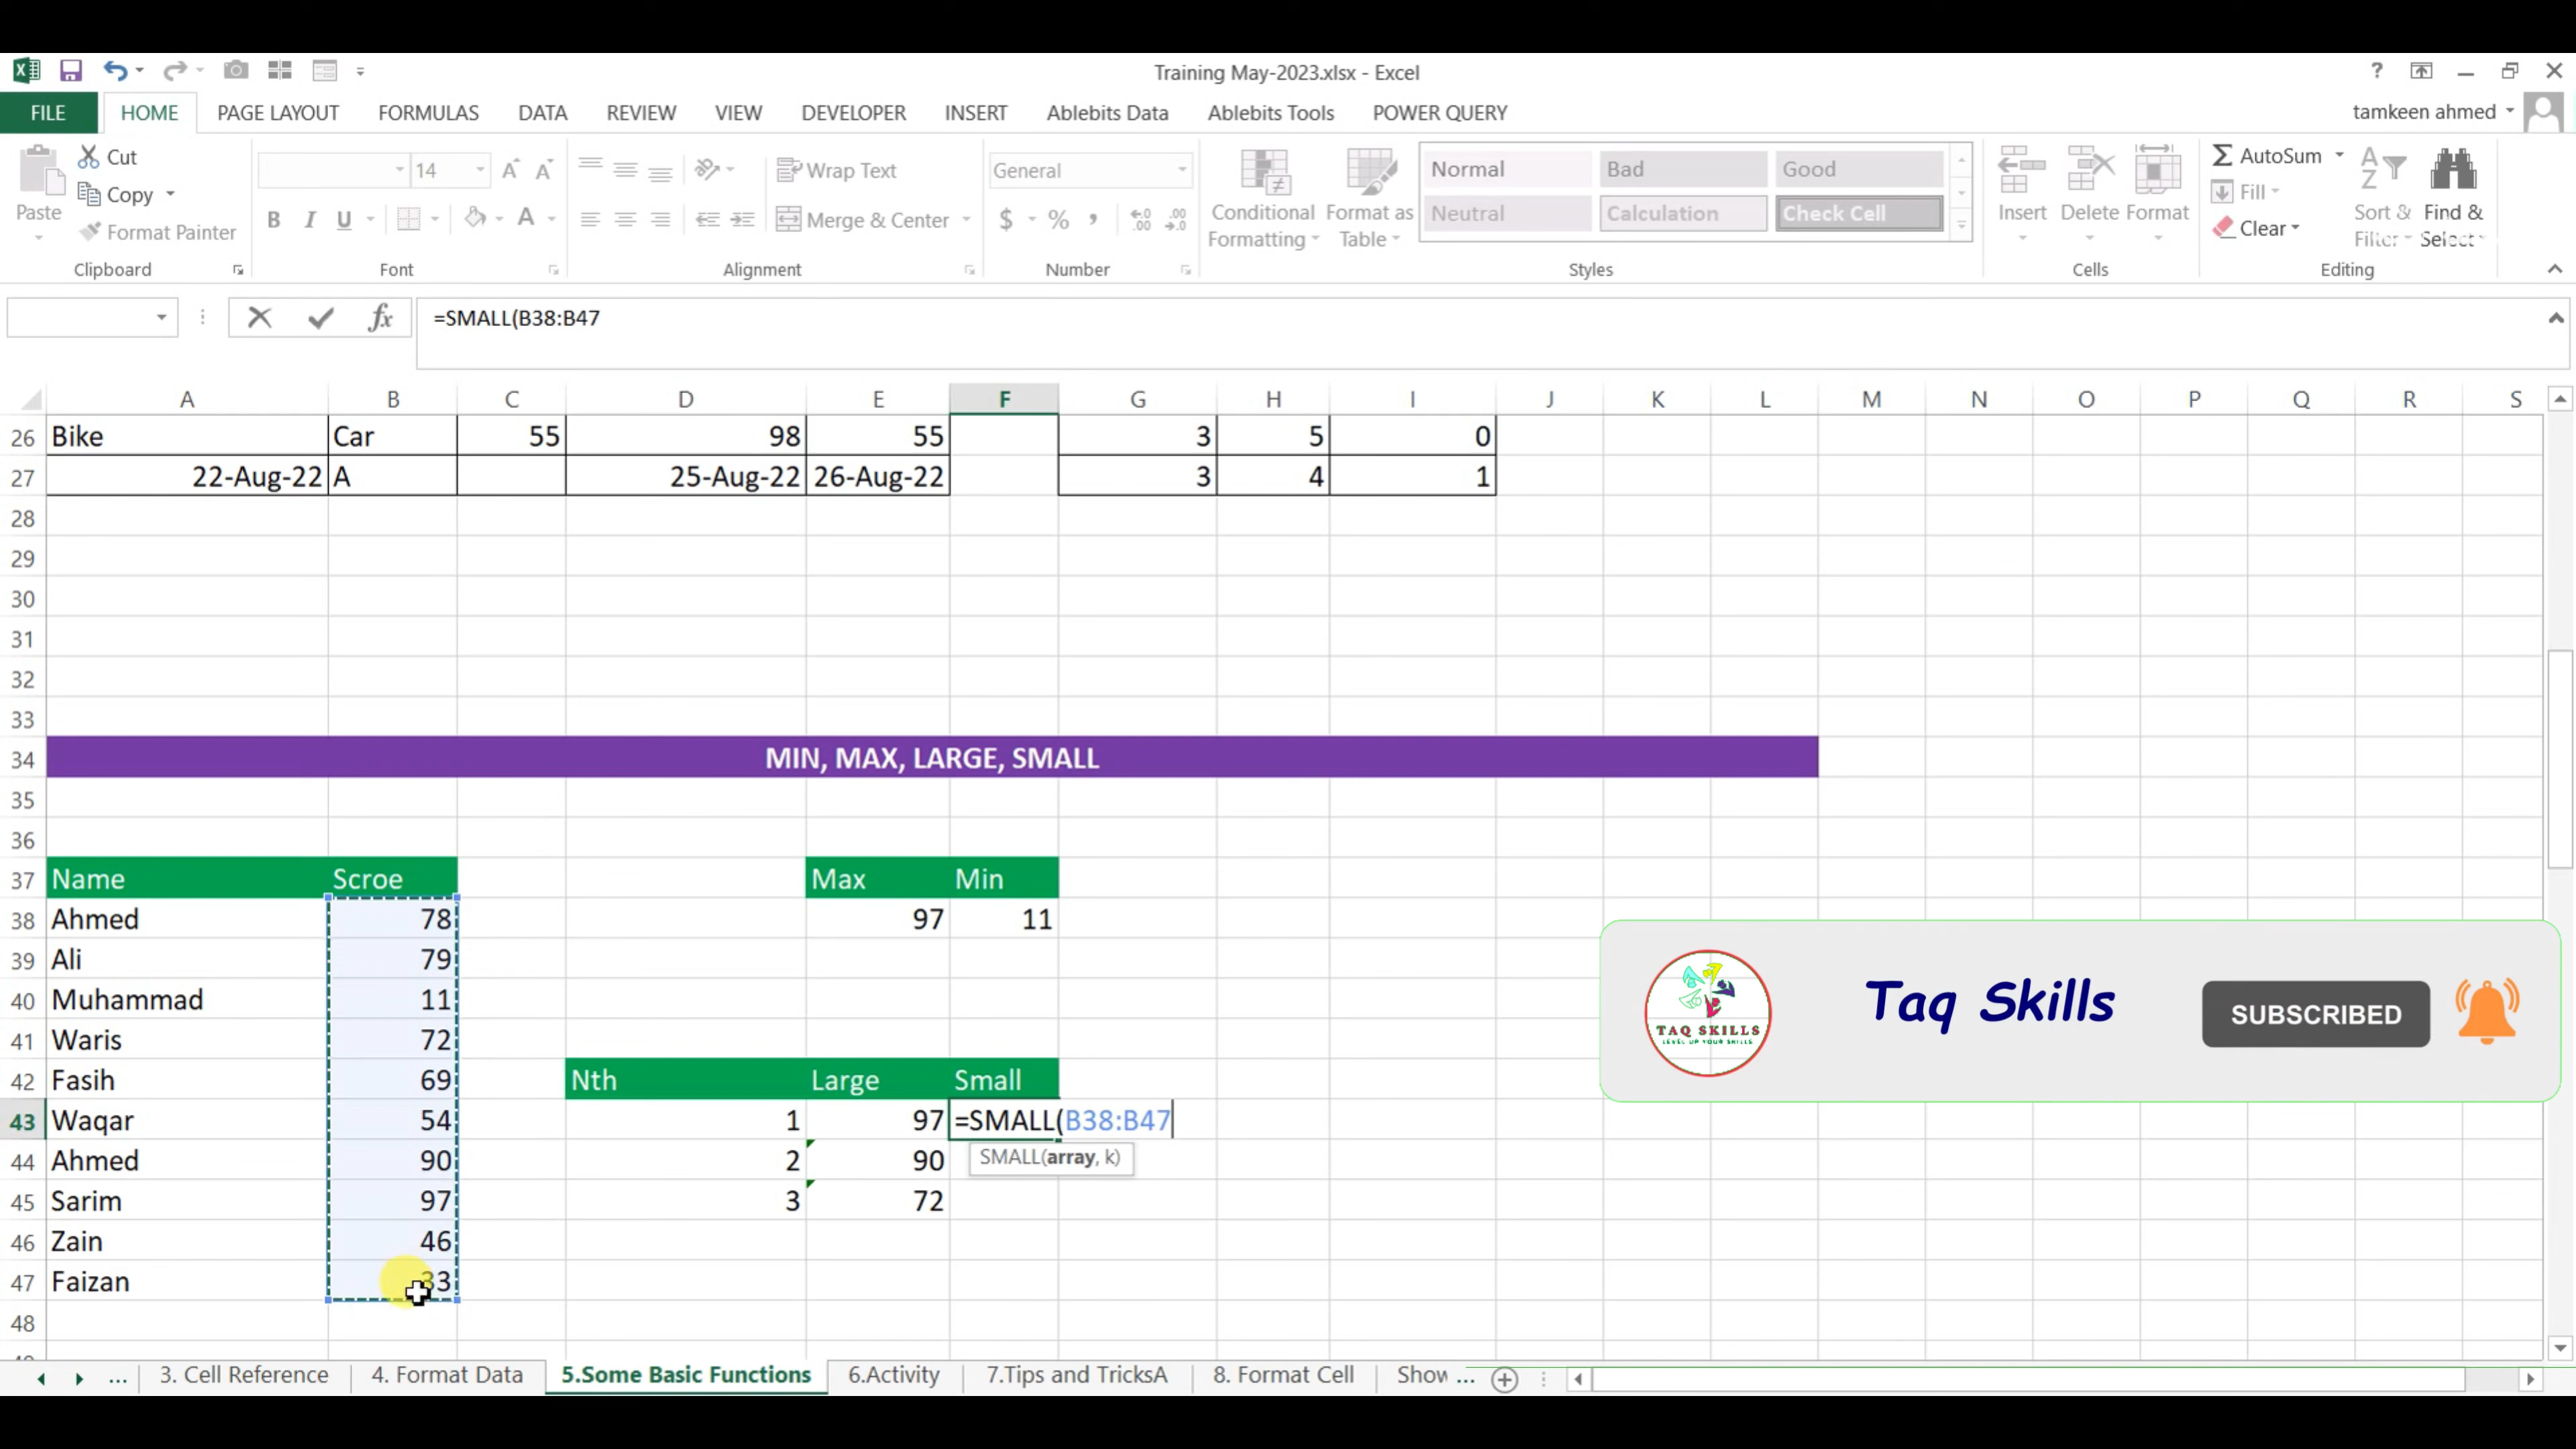 Training May-2023.xlsx - Excel
?
FILE HOME PAGE LAYOUT FORMULAS DATA REVIEW VIEW DEVELOPER INSERT Ablebits Data Ablebits Tools POWER QUERY tamkeen ahmed
Paste Cut Copy Format Painter
Clipboard
14 A A
B I U A
Font
Wrap Text
Merge & Center
Alignment
General
$ % ,
Number
Conditional Formatting
Format as Table
Normal Bad Good
Neutral Calculation Check Cell
Styles
Insert Delete Format
Cells
AutoSum
Fill
Clear
Sort & Filter
Find & Select
Editing
fx =SMALL(B38:B47
A B C D E F G H I J K L M N O P Q R S
26 Bike Car 55 98 55 3 5 0
27 22-Aug-22 A 25-Aug-22 26-Aug-22 3 4 1
28
29
30
31
32
33
34 MIN, MAX, LARGE, SMALL
35
36
37 Name Scroe Max Min
38 Ahmed 78 97 11
39 Ali 79
40 Muhammad 11
41 Waris 72
42 Fasih 69 Nth Large Small
43 Waqar 54 1 97 =SMALL(B38:B47
44 Ahmed 90 2 90 SMALL(array, k)
45 Sarim 97 3 72
46 Zain 46
47 Faizan 33
48
TAQ SKILLS
LEVEL UP YOUR SKILLS
Taq Skills
SUBSCRIBED
... 3. Cell Reference 4. Format Data 5.Some Basic Functions 6.Activity 7.Tips and TricksA 8. Format Cell Show ...